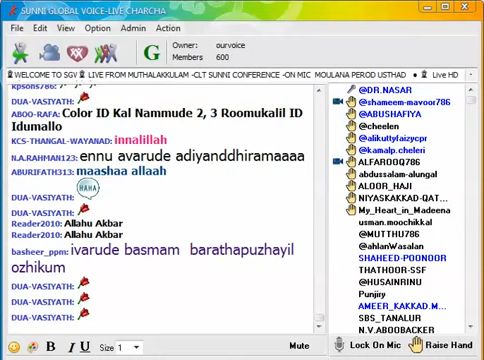 SUNNI GLOBAL VOICE-LIVE CHARCHA
File Edit View Options Admin Action
G Owner: ourvoice
Members 600
WELCOME TO SGV LIVE FROM MUTHALAKKULAM -CLT SUNNI CONFERENCE -ON MIC MOULANA PEROD USTHAD Live HD
kpsons786:
DUA-VASIYATH:
ABOO-RAFA: Color ID Kal Nammude 2, 3 Roomukalil ID
Idumallo
KCS-THANGAL-WAYANAD: innalillah
N.A.RAHMAN123: ennu avarude adiyanddhiramaaaa
ABURIFATH313: maashaa allaah
DUA-VASIYATH: HAHA
DUA-VASIYATH:
Reader2010: Allahu Akbar
Reader2010: Allahu Akbar
basheer_ppm: ivarude basmam barathapuzhayil
ozhikum
DUA-VASIYATH:
DUA-VASIYATH:
DUA-VASIYATH:
@DR.NASAR
@shameem-mavoor786
@ABUSHAFIYA
@cheelen
@alikuttyfaizycpr
@kamalp.cheleri
ALFAROOQ786
abdussalam-alungal
ALOOR_HAJI
NIYASKAKKAD-QAT...
My_Heart_in_Madeena
usman.moochikkal
@MUTTHU786
@ahlanWasalan
SHAHEED-POONOOR
THATHOOR-SSF
@HUSAINRINU
Punjiry
AMEER_KAKKAD.M...
SBS_TANALUR
N.V.ABOOBACKER
B I U Size 1 Mute Lock On Mic Raise Hand